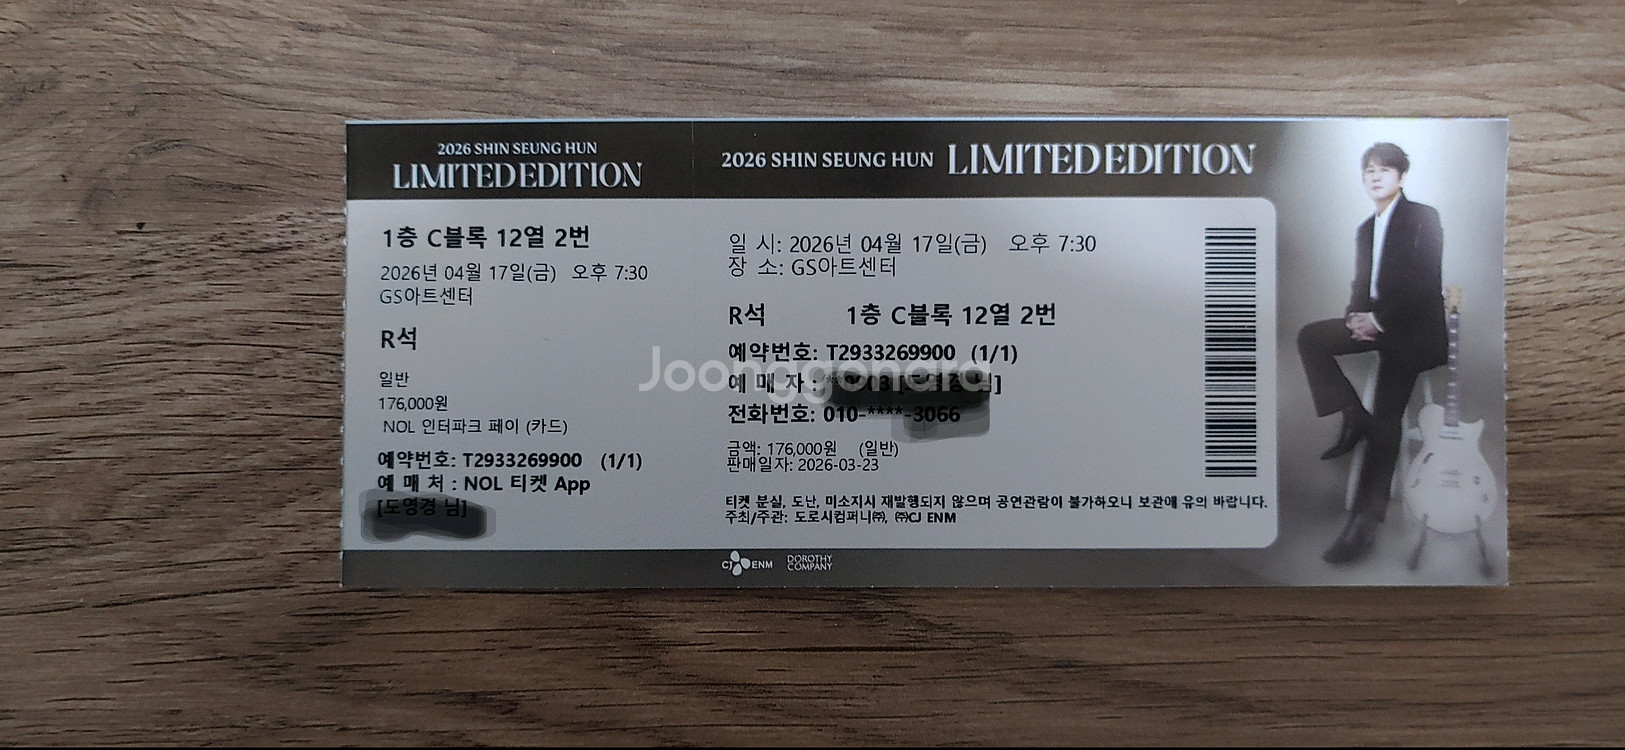 2026 SHIN SEUNG HUN
LIMITED EDITION
1층 C블록 12열 2번
2026년 04월 17일(금) 오후 7:30
GS아트센터
R석
일반
176,000원
NOL 인터파크 페이 (카드)
예약번호: T2933269900 (1/1)
예 매 처 : NOL 티켓 App
님]
2026 SHIN SEUNG HUN LIMITED EDITION
일 시: 2026년 04월 17일(금) 오후 7:30
장 소: GS아트센터
R석 1층 C블록 12열 2번
예약번호: T2933269900 (1/1)
Joonggonara
예 매 자 :
전화번호: 010-****-
금액: 176,000원 (일반)
판매일자: 2026-03-23
티켓 분실, 도난, 미소지시 재발행되지 않으며 공연관람이 불가하오니 보관에 유의 바랍니다.
주최/주관: 도로시컴퍼니㈜, ㈜CJ ENM
CJ ENM
DOROTHY
COMPANY